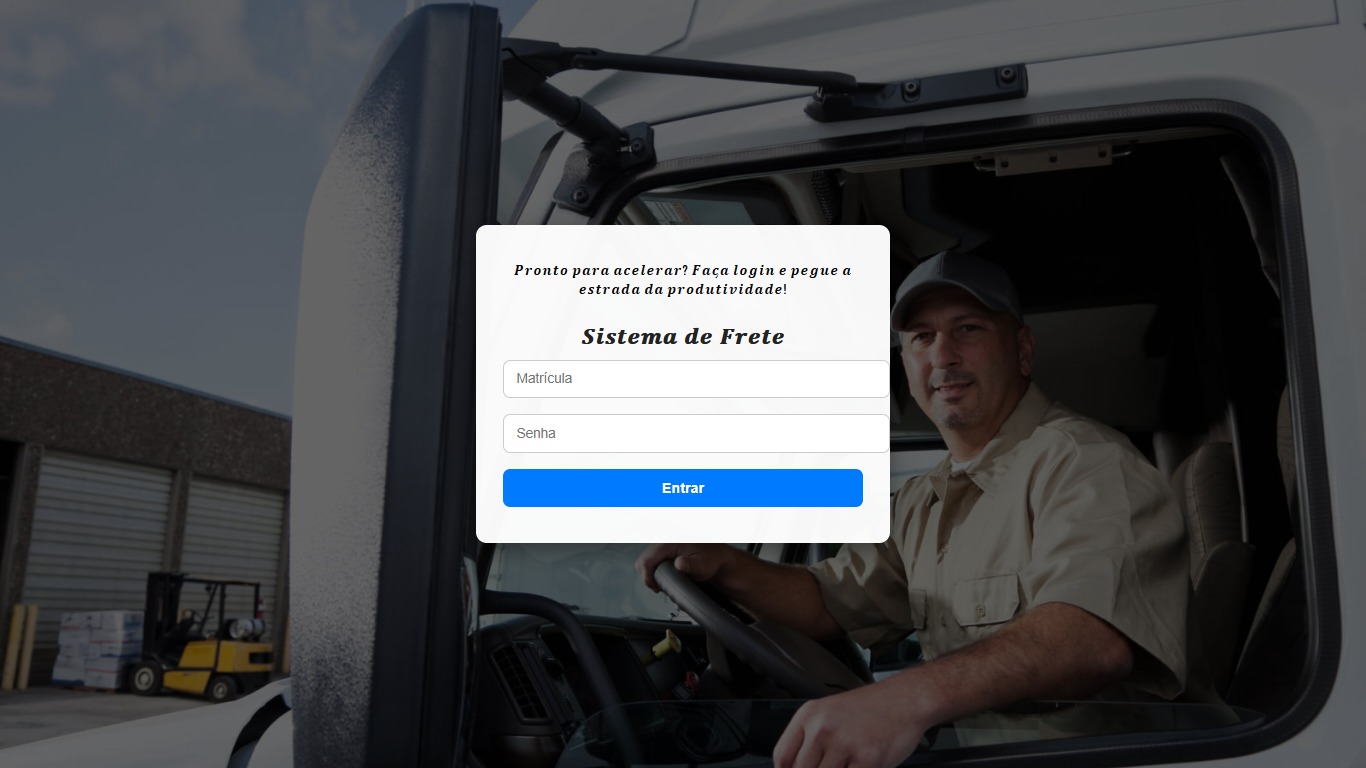 Pronto para acelerar? Faça login e pegue a
estrada da produtividade!
Sistema de Frete
Matrícula
Senha
Entrar